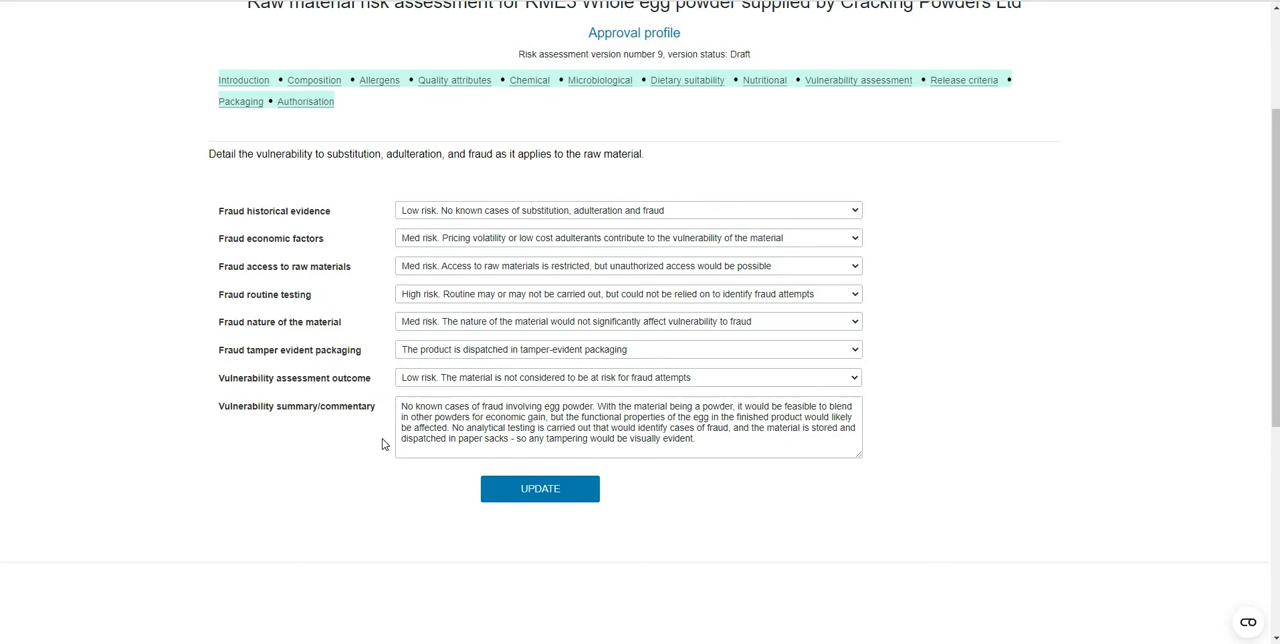 Raw material risk assessment for RME3 Whole egg powder supplied by Cracking Powders Ltd
Approval profile
Risk assessment version number 9, version status: Draft
Introduction • Composition • Allergens • Quality attributes • Chemical • Microbiological • Dietary suitability • Nutritional • Vulnerability assessment • Release criteria •
Packaging • Authorisation
Detail the vulnerability to substitution, adulteration, and fraud as it applies to the raw material.
Fraud historical evidence Low risk. No known cases of substitution, adulteration and fraud
Fraud economic factors Med risk. Pricing volatility or low cost adulterants contribute to the vulnerability of the material
Fraud access to raw materials Med risk. Access to raw materials is restricted, but unauthorized access would be possible
Fraud routine testing High risk. Routine may or may not be carried out, but could not be relied on to identify fraud attempts
Fraud nature of the material Med risk. The nature of the material would not significantly affect vulnerability to fraud
Fraud tamper evident packaging The product is dispatched in tamper-evident packaging
Vulnerability assessment outcome Low risk. The material is not considered to be at risk for fraud attempts
Vulnerability summary/commentary No known cases of fraud involving egg powder. With the material being a powder, it would be feasible to blend
in other powders for economic gain, but the functional properties of the egg in the finished product would likely
be affected. No analytical testing is carried out that would identify cases of fraud, and the material is stored and
dispatched in paper sacks - so any tampering would be visually evident.
UPDATE